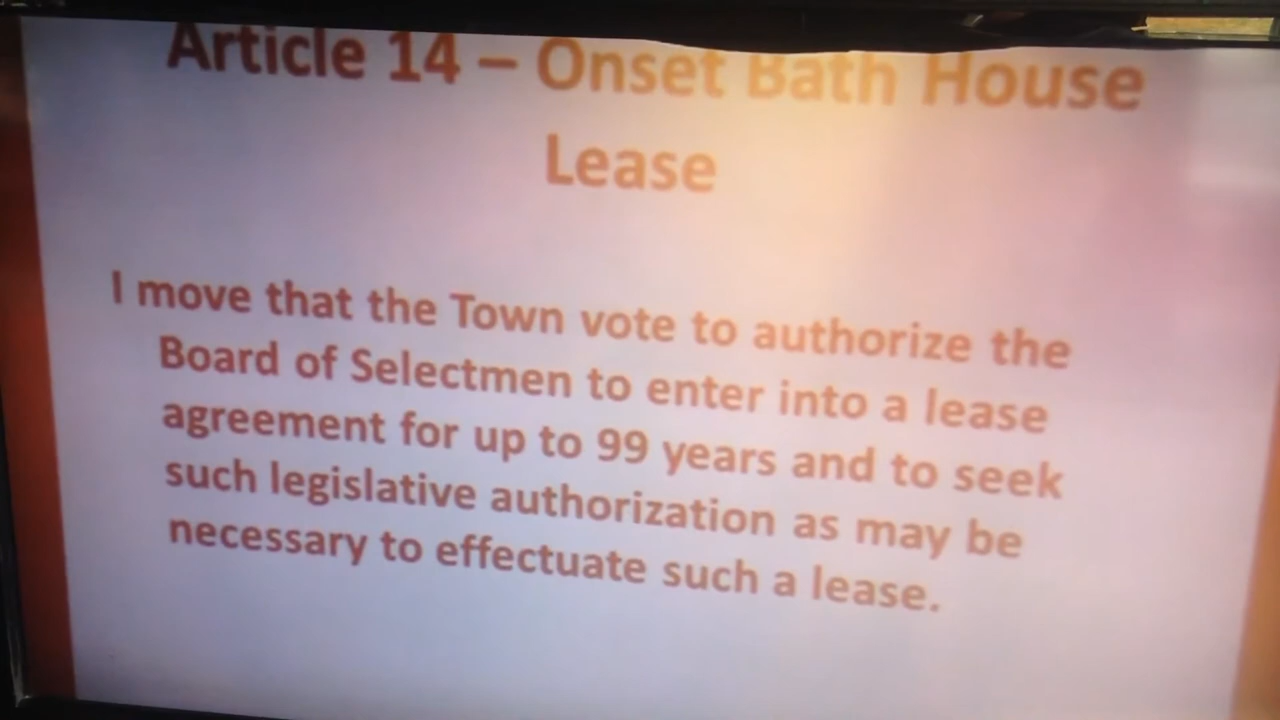 Article 14 – Onset Bath House
Lease
I move that the Town vote to authorize the
Board of Selectmen to enter into a lease
agreement for up to 99 years and to seek
such legislative authorization as may be
necessary to effectuate such a lease.